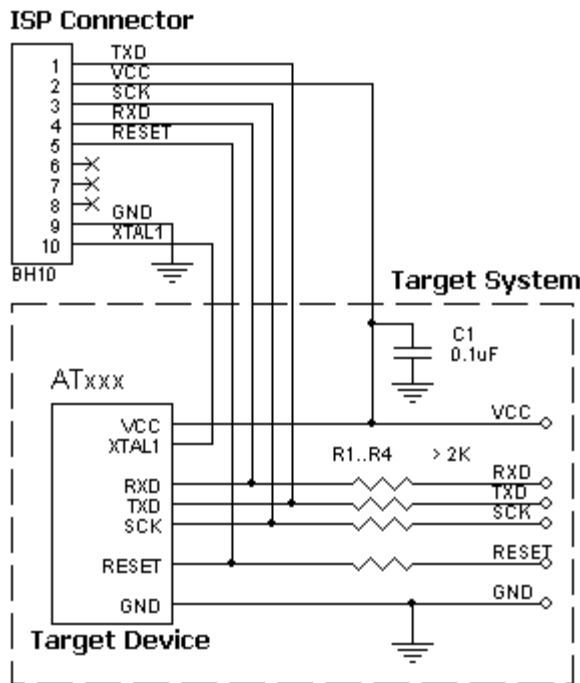 ISP Connector
1 TXD
2 VCC
3 SCK
4 RXD
5 RESET
6
7
8
9 GND
10 XTAL1
BH10
Target System
C1
0.1uF
ATxxx
VCC
XTAL1
RXD
TXD
SCK
RESET
GND
R1..R4 > 2K
VCC
RXD
TXD
SCK
RESET
GND
Target Device